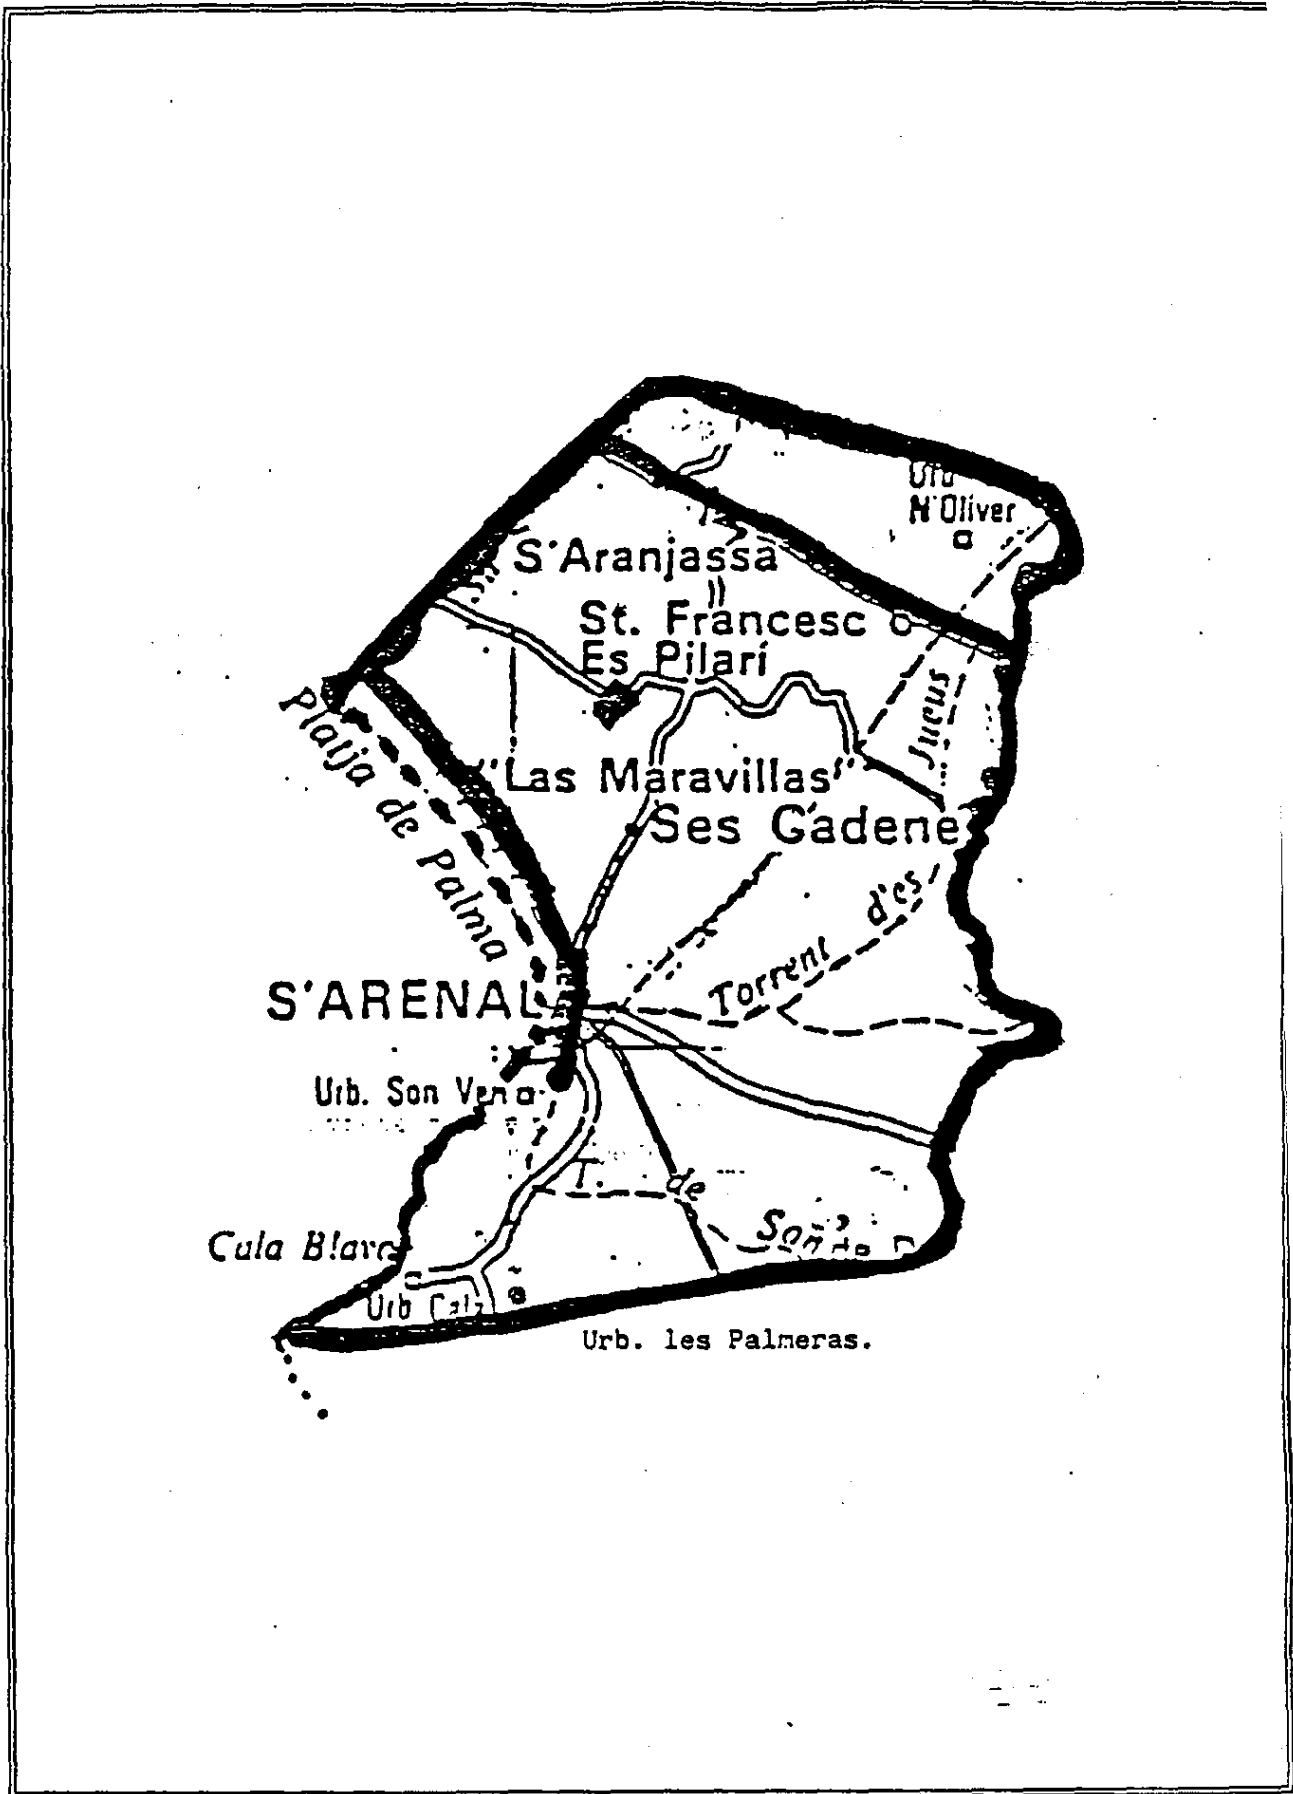 N'Oliver
S'Aranjassa
St. Francesc
Es Pilarí
Jueus
Platja de Palma
"Las Maravillas"
Ses Cadene
Torrent d'es
S'ARENAL
Urb. Son Ver
T. de
Cala Blava
Urb Cala
Urb. les Palmeras.